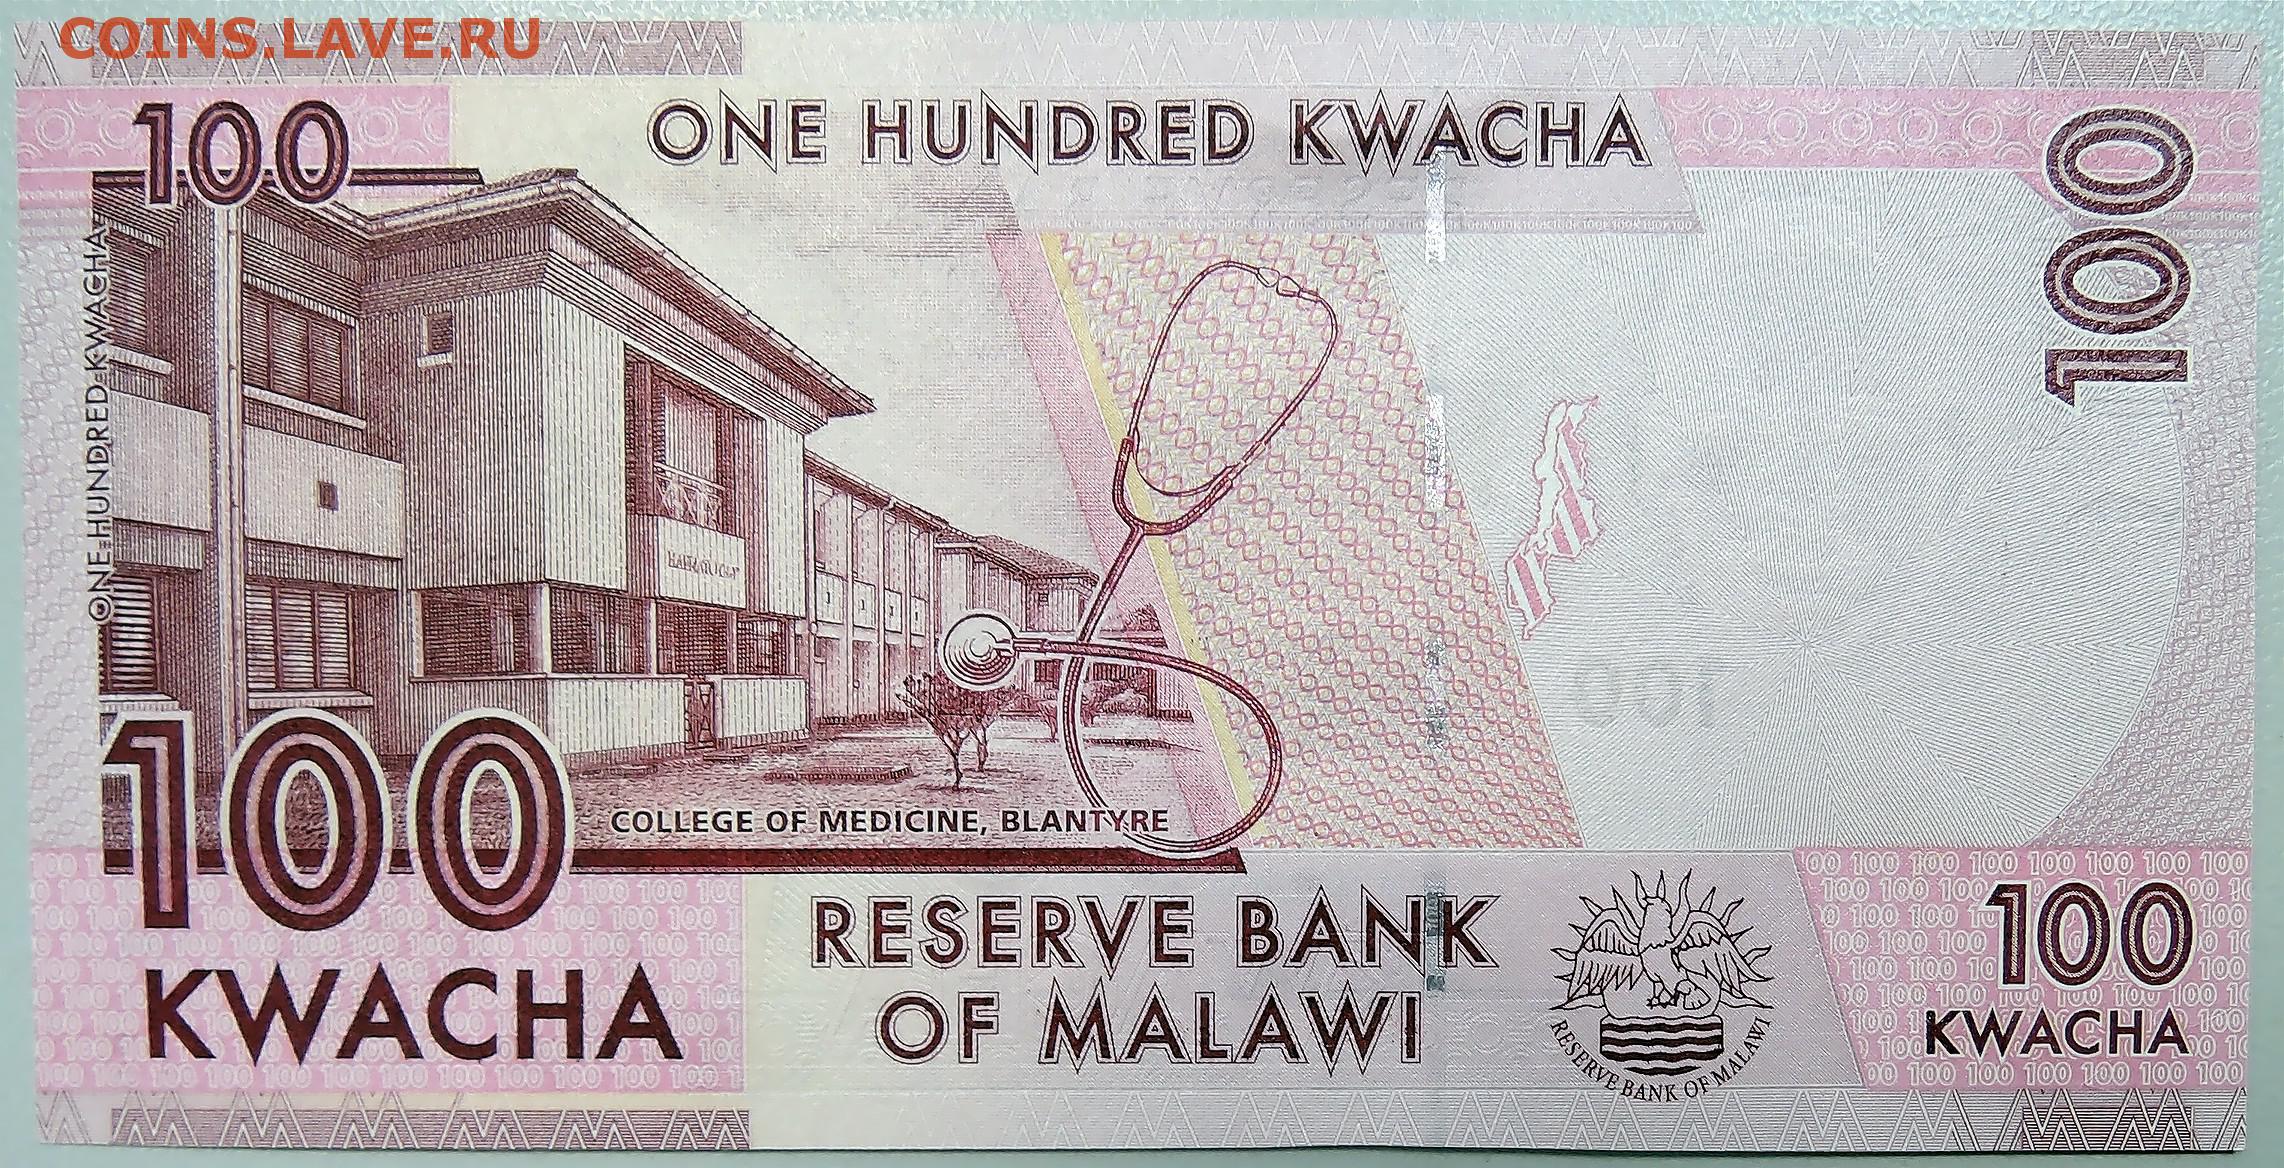 COINS.LAVE.RU
100
ONE HUNDRED KWACHA
100
ONE HUNDRED KWACHA
100
COLLEGE OF MEDICINE, BLANTYRE
100
KWACHA
RESERVE BANK
OF MALAWI
RESERVE BANK OF MALAWI
100
KWACHA